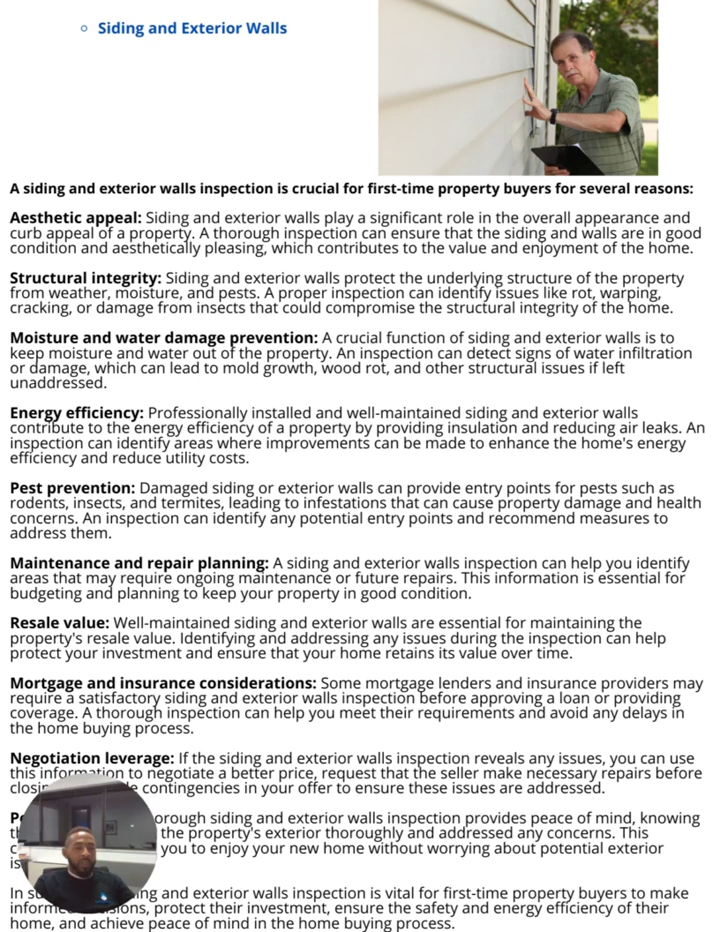 Siding and Exterior Walls
A siding and exterior walls inspection is crucial for first-time property buyers for several reasons:
Aesthetic appeal: Siding and exterior walls play a significant role in the overall appearance and
curb appeal of a property. A thorough inspection can ensure that the siding and walls are in good
condition and aesthetically pleasing, which contributes to the value and enjoyment of the home.
Structural integrity: Siding and exterior walls protect the underlying structure of the property
from weather, moisture, and pests. A proper inspection can identify issues like rot, warping,
cracking, or damage from insects that could compromise the structural integrity of the home.
Moisture and water damage prevention: A crucial function of siding and exterior walls is to
keep moisture and water out of the property. An inspection can detect signs of water infiltration
or damage, which can lead to mold growth, wood rot, and other structural issues if left
unaddressed.
Energy efficiency: Professionally installed and well-maintained siding and exterior walls
contribute to the energy efficiency of a property by providing insulation and reducing air leaks. An
inspection can identify areas where improvements can be made to enhance the home's energy
efficiency and reduce utility costs.
Pest prevention: Damaged siding or exterior walls can provide entry points for pests such as
rodents, insects, and termites, leading to infestations that can cause property damage and health
concerns. An inspection can identify any potential entry points and recommend measures to
address them.
Maintenance and repair planning: A siding and exterior walls inspection can help you identify
areas that may require ongoing maintenance or future repairs. This information is essential for
budgeting and planning to keep your property in good condition.
Resale value: Well-maintained siding and exterior walls are essential for maintaining the
property's resale value. Identifying and addressing any issues during the inspection can help
protect your investment and ensure that your home retains its value over time.
Mortgage and insurance considerations: Some mortgage lenders and insurance providers may
require a satisfactory siding and exterior walls inspection before approving a loan or providing
coverage. A thorough inspection can help you meet their requirements and avoid any delays in
the home buying process.
Negotiation leverage: If the siding and exterior walls inspection reveals any issues, you can use
this information to negotiate a better price, request that the seller make necessary repairs before
contingencies in your offer to ensure these issues are addressed.
siding and exterior walls inspection provides peace of mind, knowing
the property's exterior thoroughly and addressed any concerns. This
you to enjoy your new home without worrying about potential exterior
In and exterior walls inspection is vital for first-time property buyers to make
protect their investment, ensure the safety and energy efficiency of their
home, and achieve peace of mind in the home buying process.